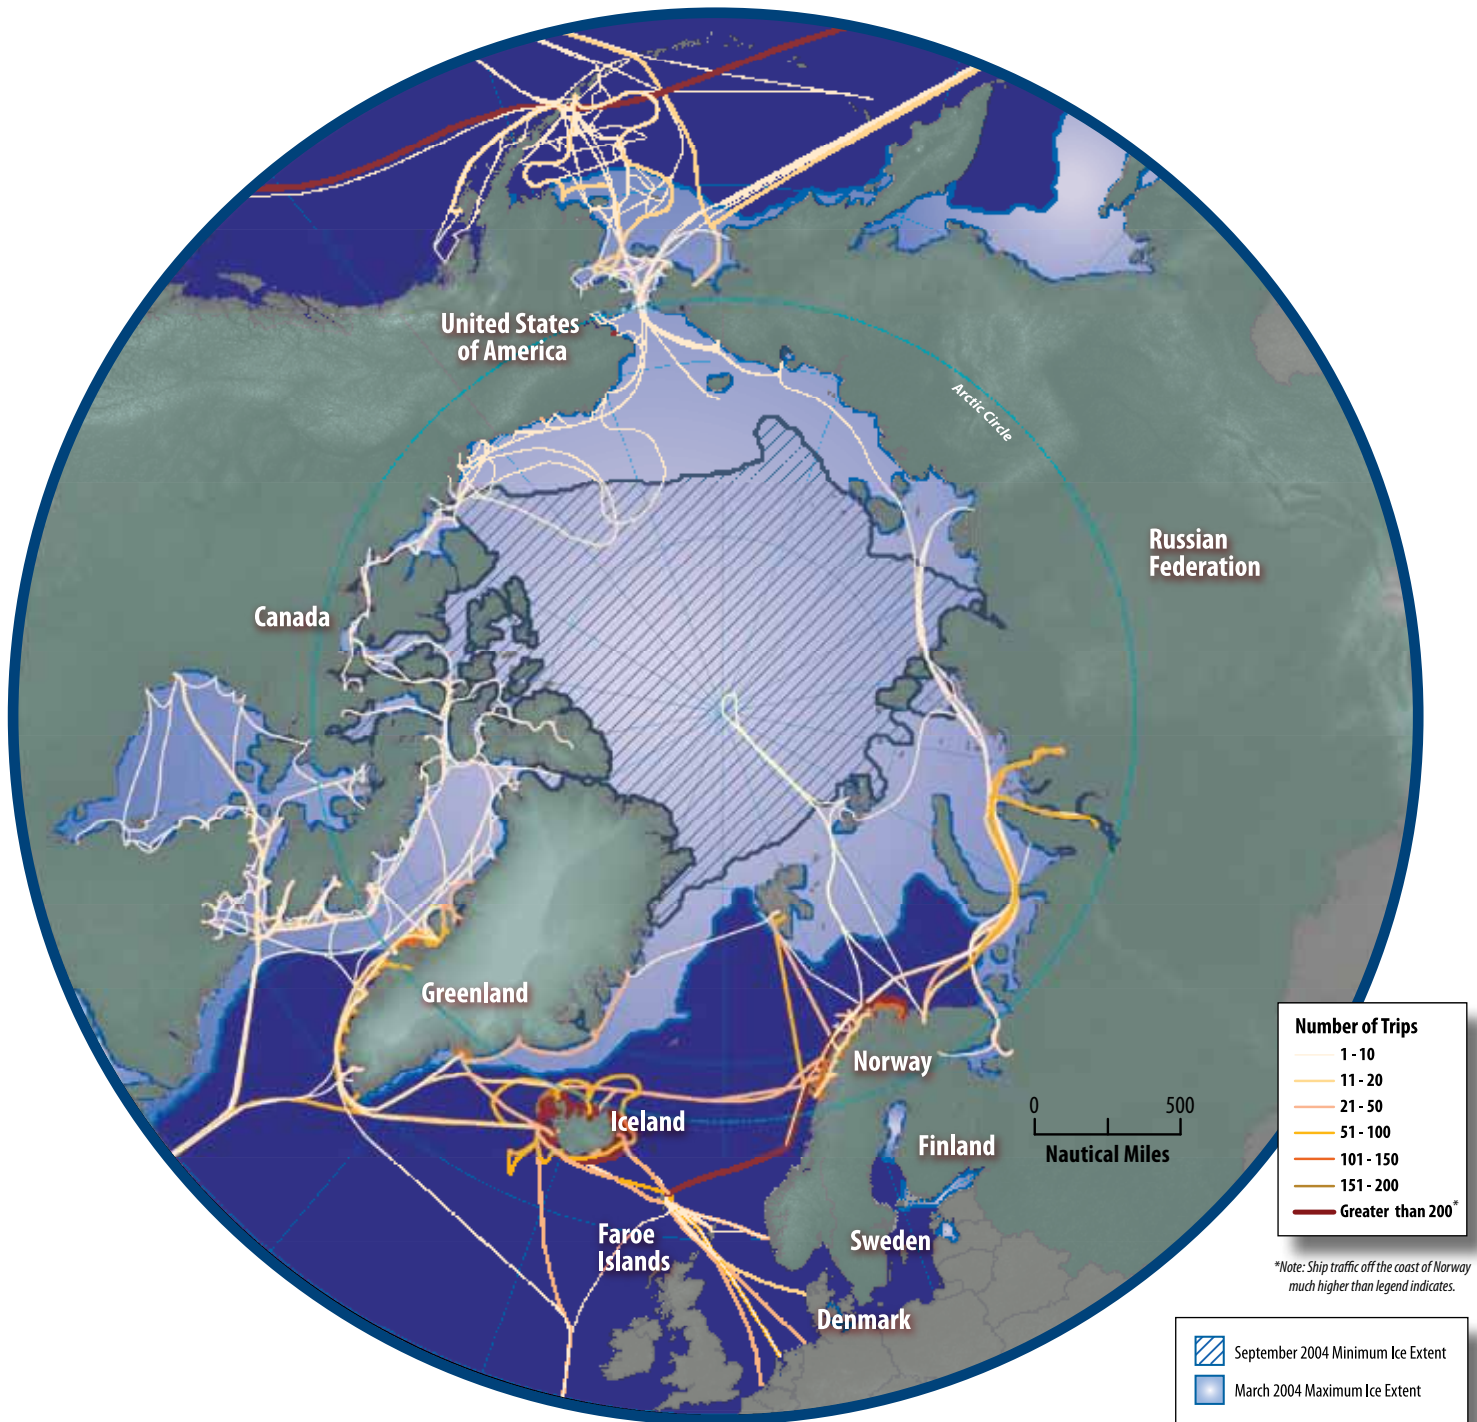 United States
of America
Arctic Circle
Russian
Federation
Canada
Greenland
Norway
Iceland
Finland
Faroe
Islands
Sweden
Denmark
0 500
Nautical Miles
Number of Trips
1 - 10
11 - 20
21 - 50
51 - 100
101 - 150
151 - 200
Greater than 200*
*Note: Ship traffic off the coast of Norway
much higher than legend indicates.
September 2004 Minimum Ice Extent
March 2004 Maximum Ice Extent